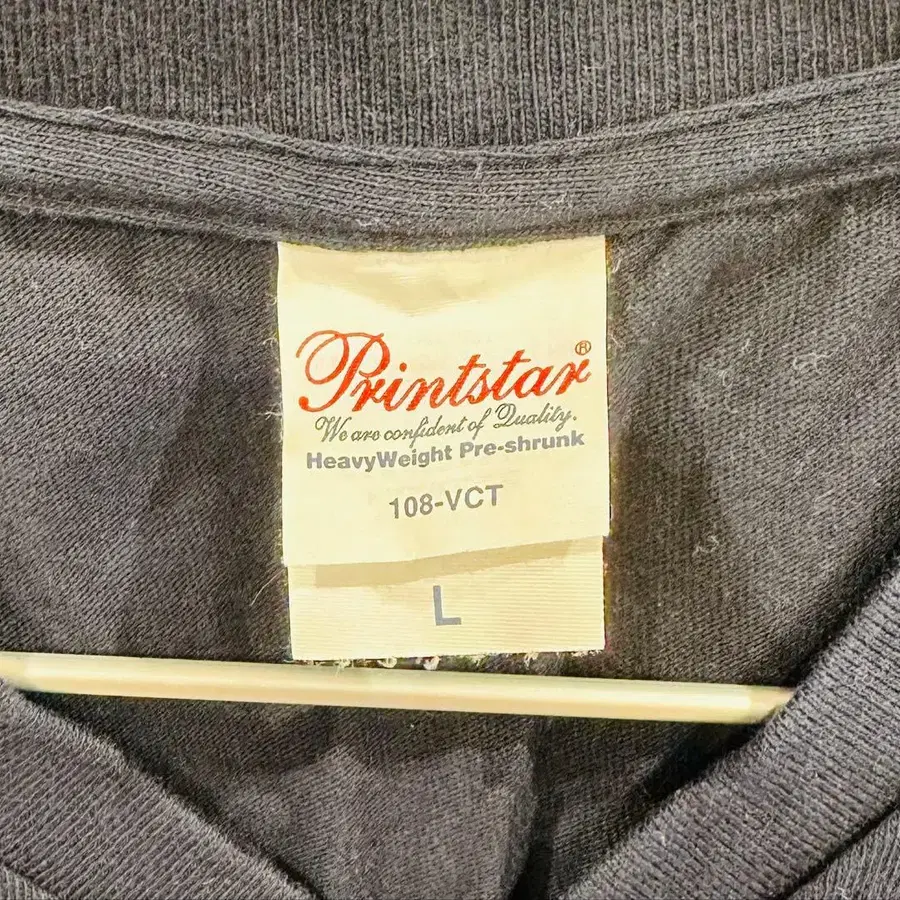 Printstar®
We are confident of Quality.
HeavyWeight Pre-shrunk
108-VCT
L